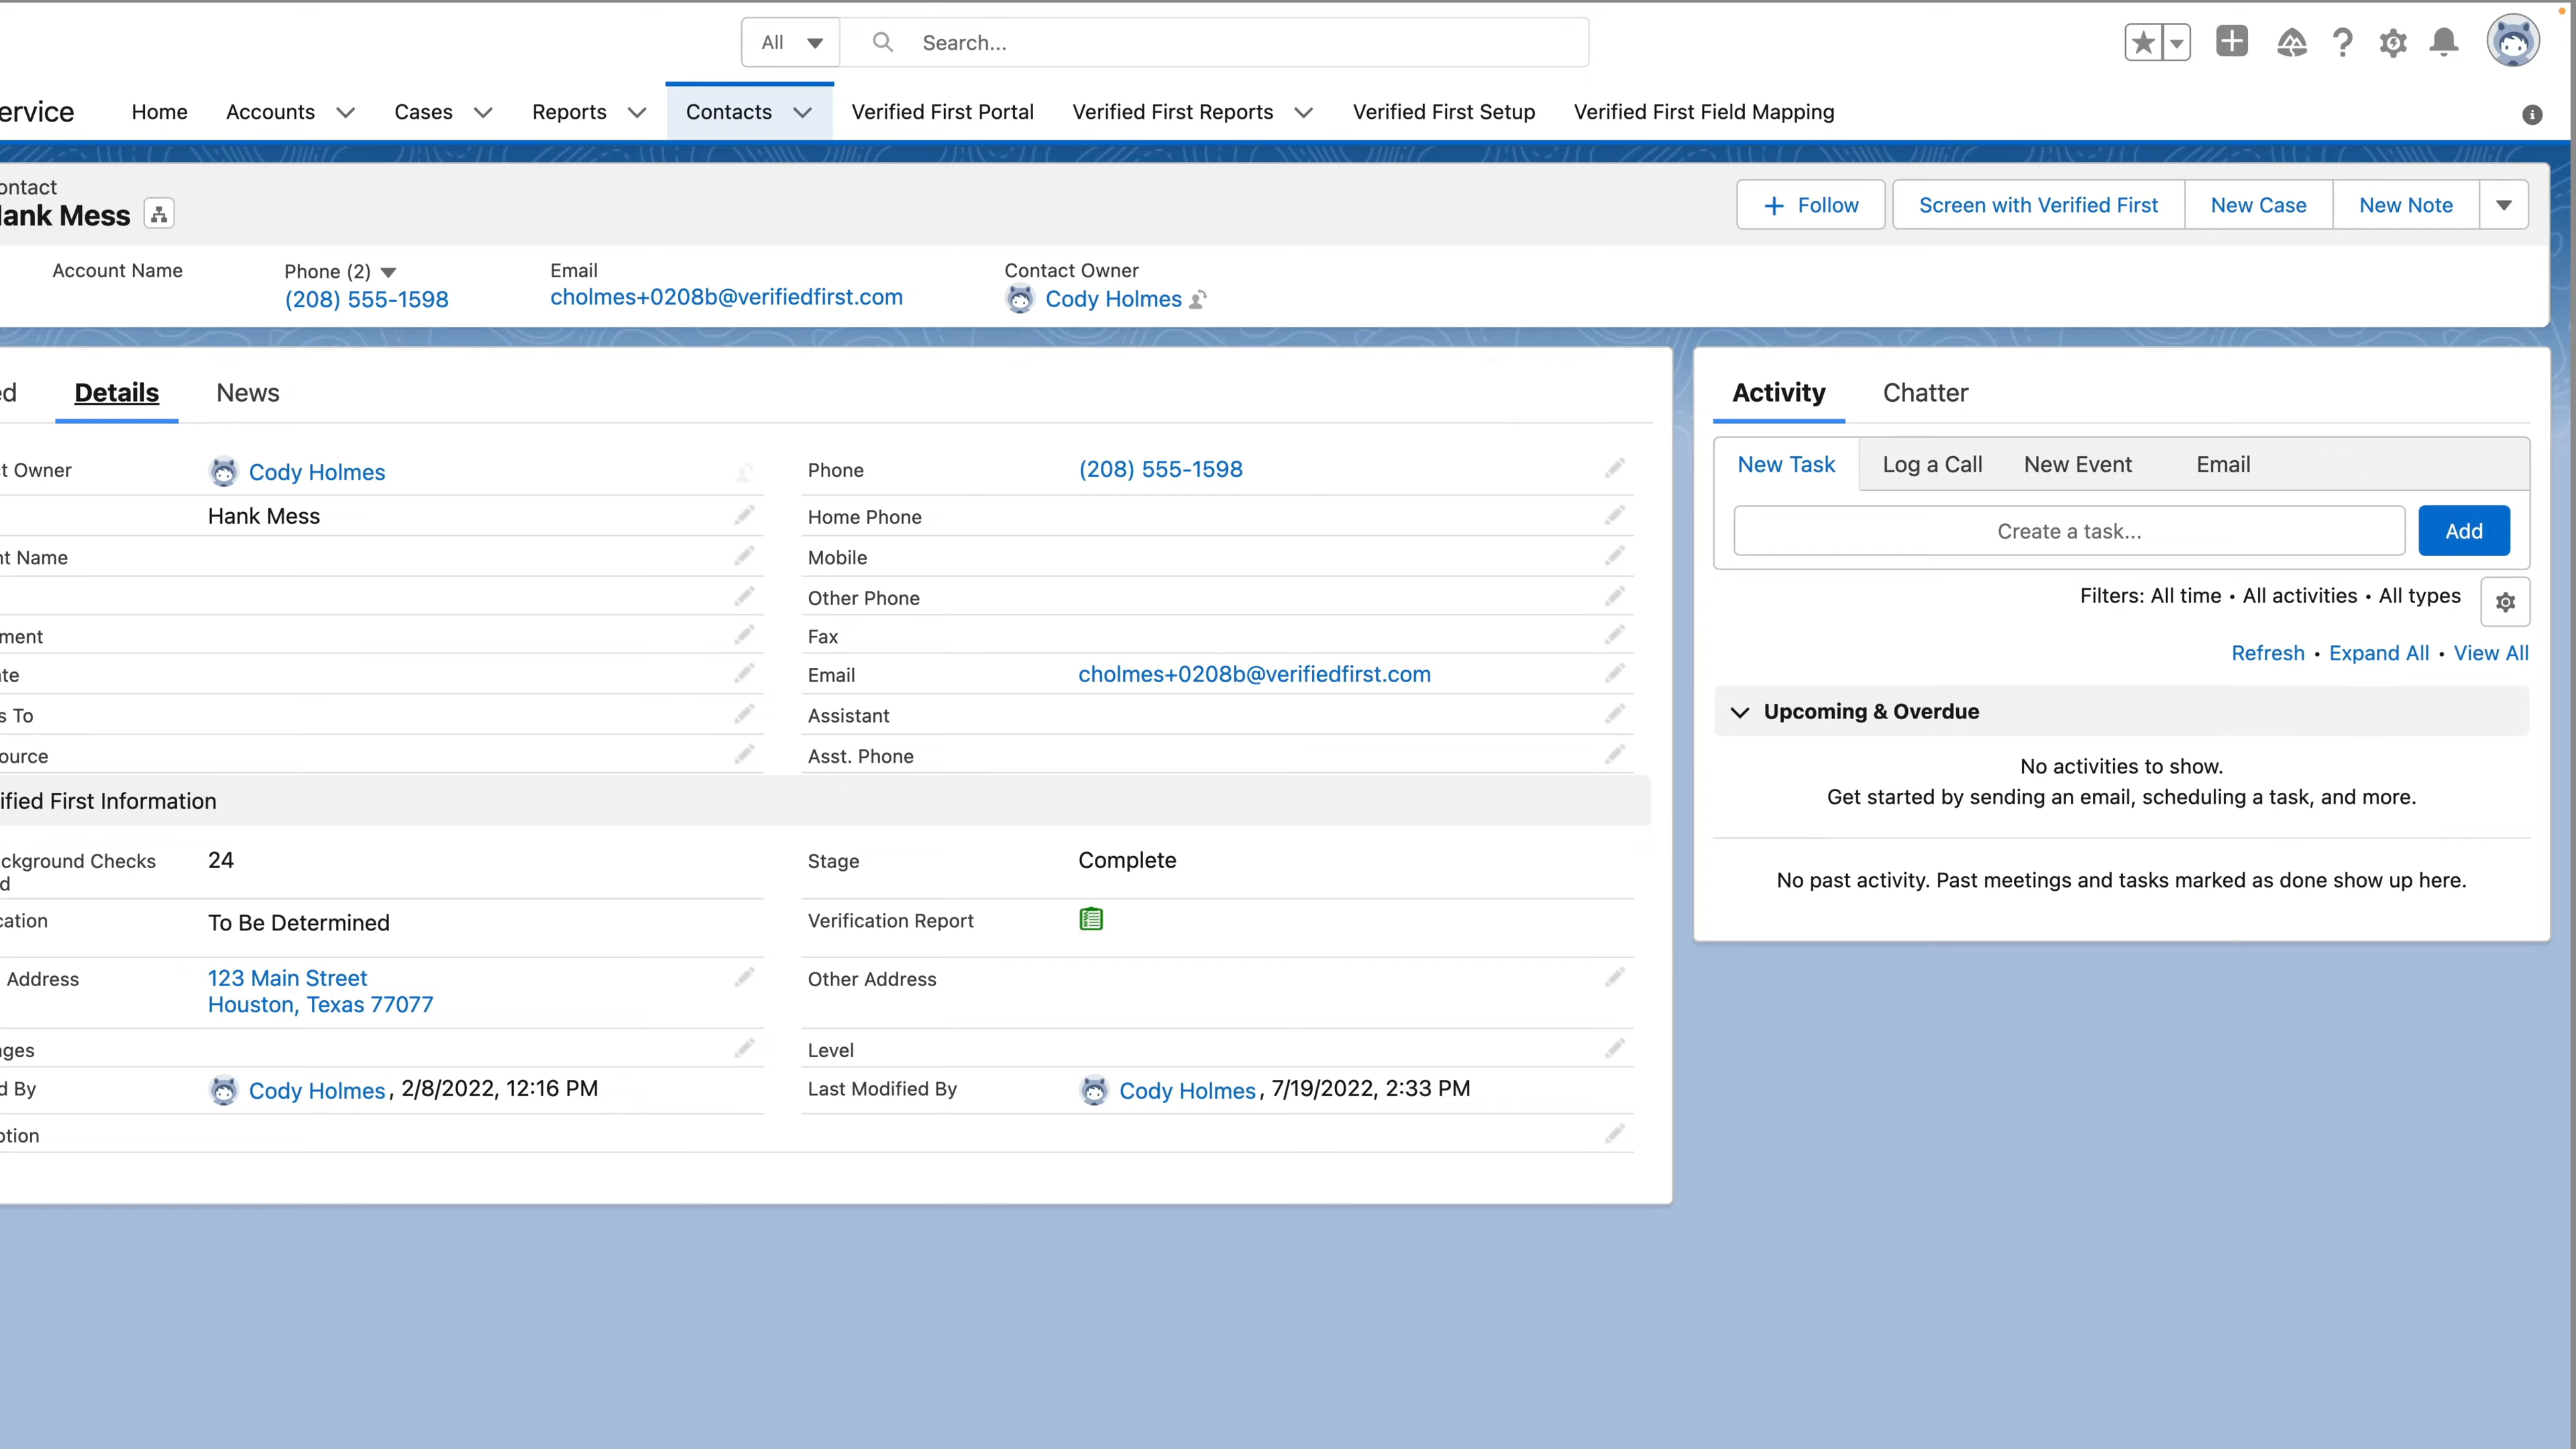 All
Search...
ervice
Home
Accounts
Cases
Reports
Contacts
Verified First Portal
Verified First Reports
Verified First Setup
Verified First Field Mapping
ontact
ank Mess
Follow
Screen with Verified First
New Case
New Note
Account Name
Phone (2)
(208) 555-1598
Email
cholmes+0208b@verifiedfirst.com
Contact Owner
Cody Holmes
ed
Details
News
t Owner
Cody Holmes
Hank Mess
nt Name
ment
te
s To
ource
Phone
(208) 555-1598
Home Phone
Mobile
Other Phone
Fax
Email
cholmes+0208b@verifiedfirst.com
Assistant
Asst. Phone
ified First Information
ckground Checks
d
24
Stage
Complete
cation
To Be Determined
Verification Report
Address
123 Main Street
Houston, Texas 77077
Other Address
ges
Level
d By
Cody Holmes, 2/8/2022, 12:16 PM
Last Modified By
Cody Holmes, 7/19/2022, 2:33 PM
ption
Activity
Chatter
New Task
Log a Call
New Event
Email
Create a task...
Add
Filters: All time • All activities • All types
Refresh • Expand All • View All
Upcoming & Overdue
No activities to show.
Get started by sending an email, scheduling a task, and more.
No past activity. Past meetings and tasks marked as done show up here.